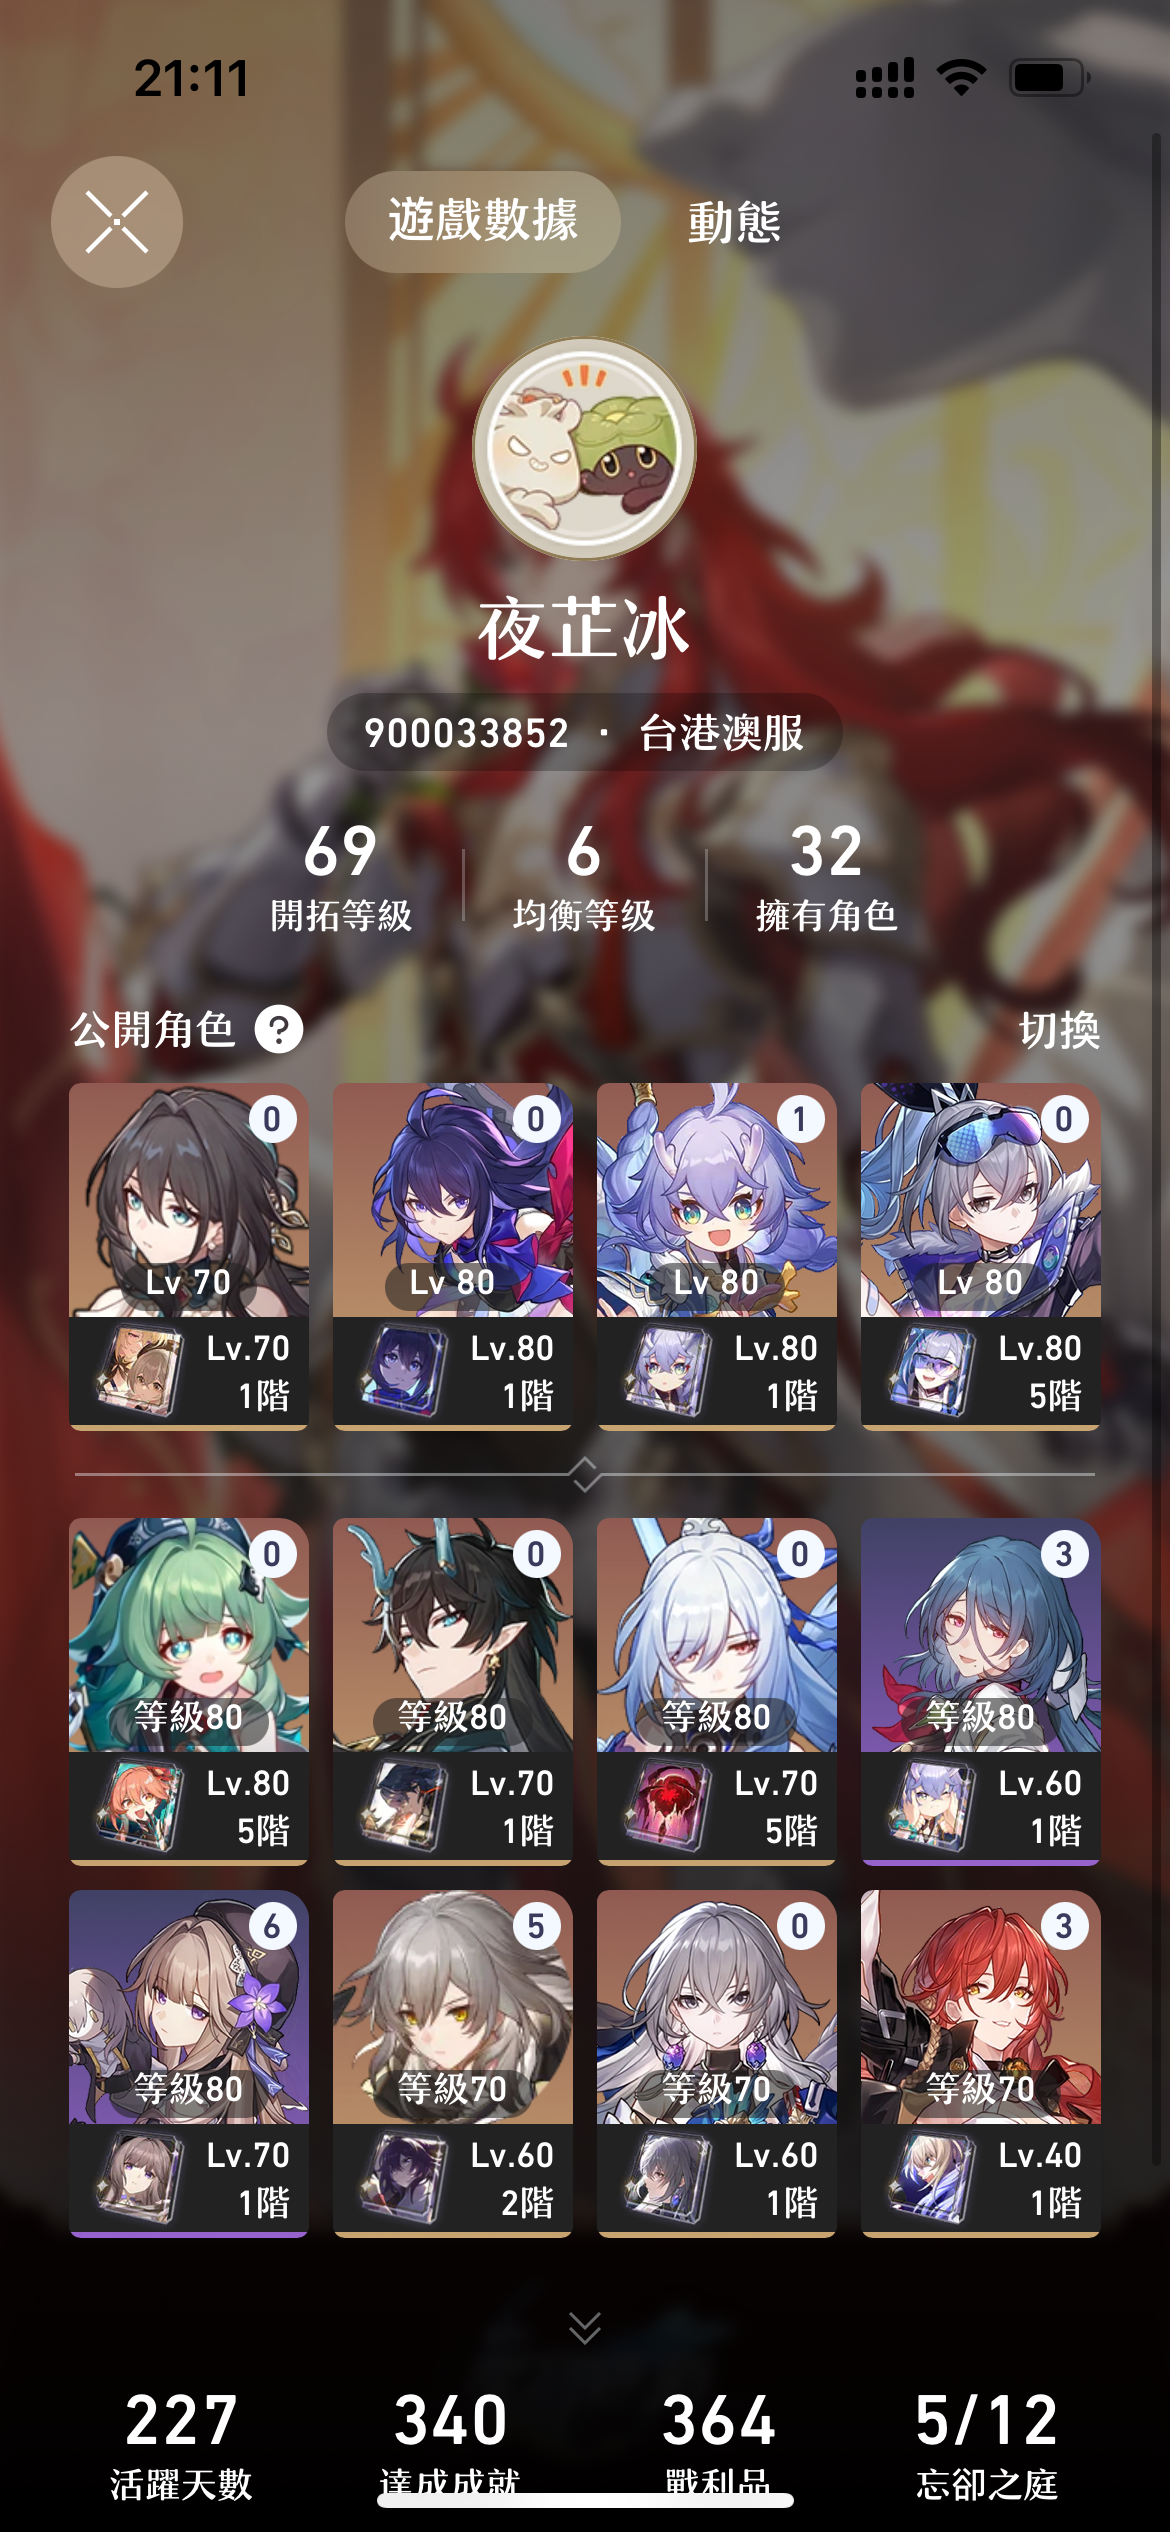 21:11
遊戲數據 動態
夜芷冰
900033852 · 台港澳服
69 6 32
開拓等級 均衡等级 擁有角色
公開角色 ? 切換
0 0 1 0
Lv 70 Lv 80 Lv 80 Lv 80
Lv.70 Lv.80 Lv.80 Lv.80
1階 1階 1階 5階
0 0 0 3
等級80 等級80 等級80 等級80
Lv.80 Lv.70 Lv.70 Lv.60
5階 1階 5階 1階
6 5 0 3
等級80 等級70 等級70 等級70
Lv.70 Lv.60 Lv.60 Lv.40
1階 2階 1階 1階
227 340 364 5/12
活躍天數 達成成就 戰利品 忘卻之庭